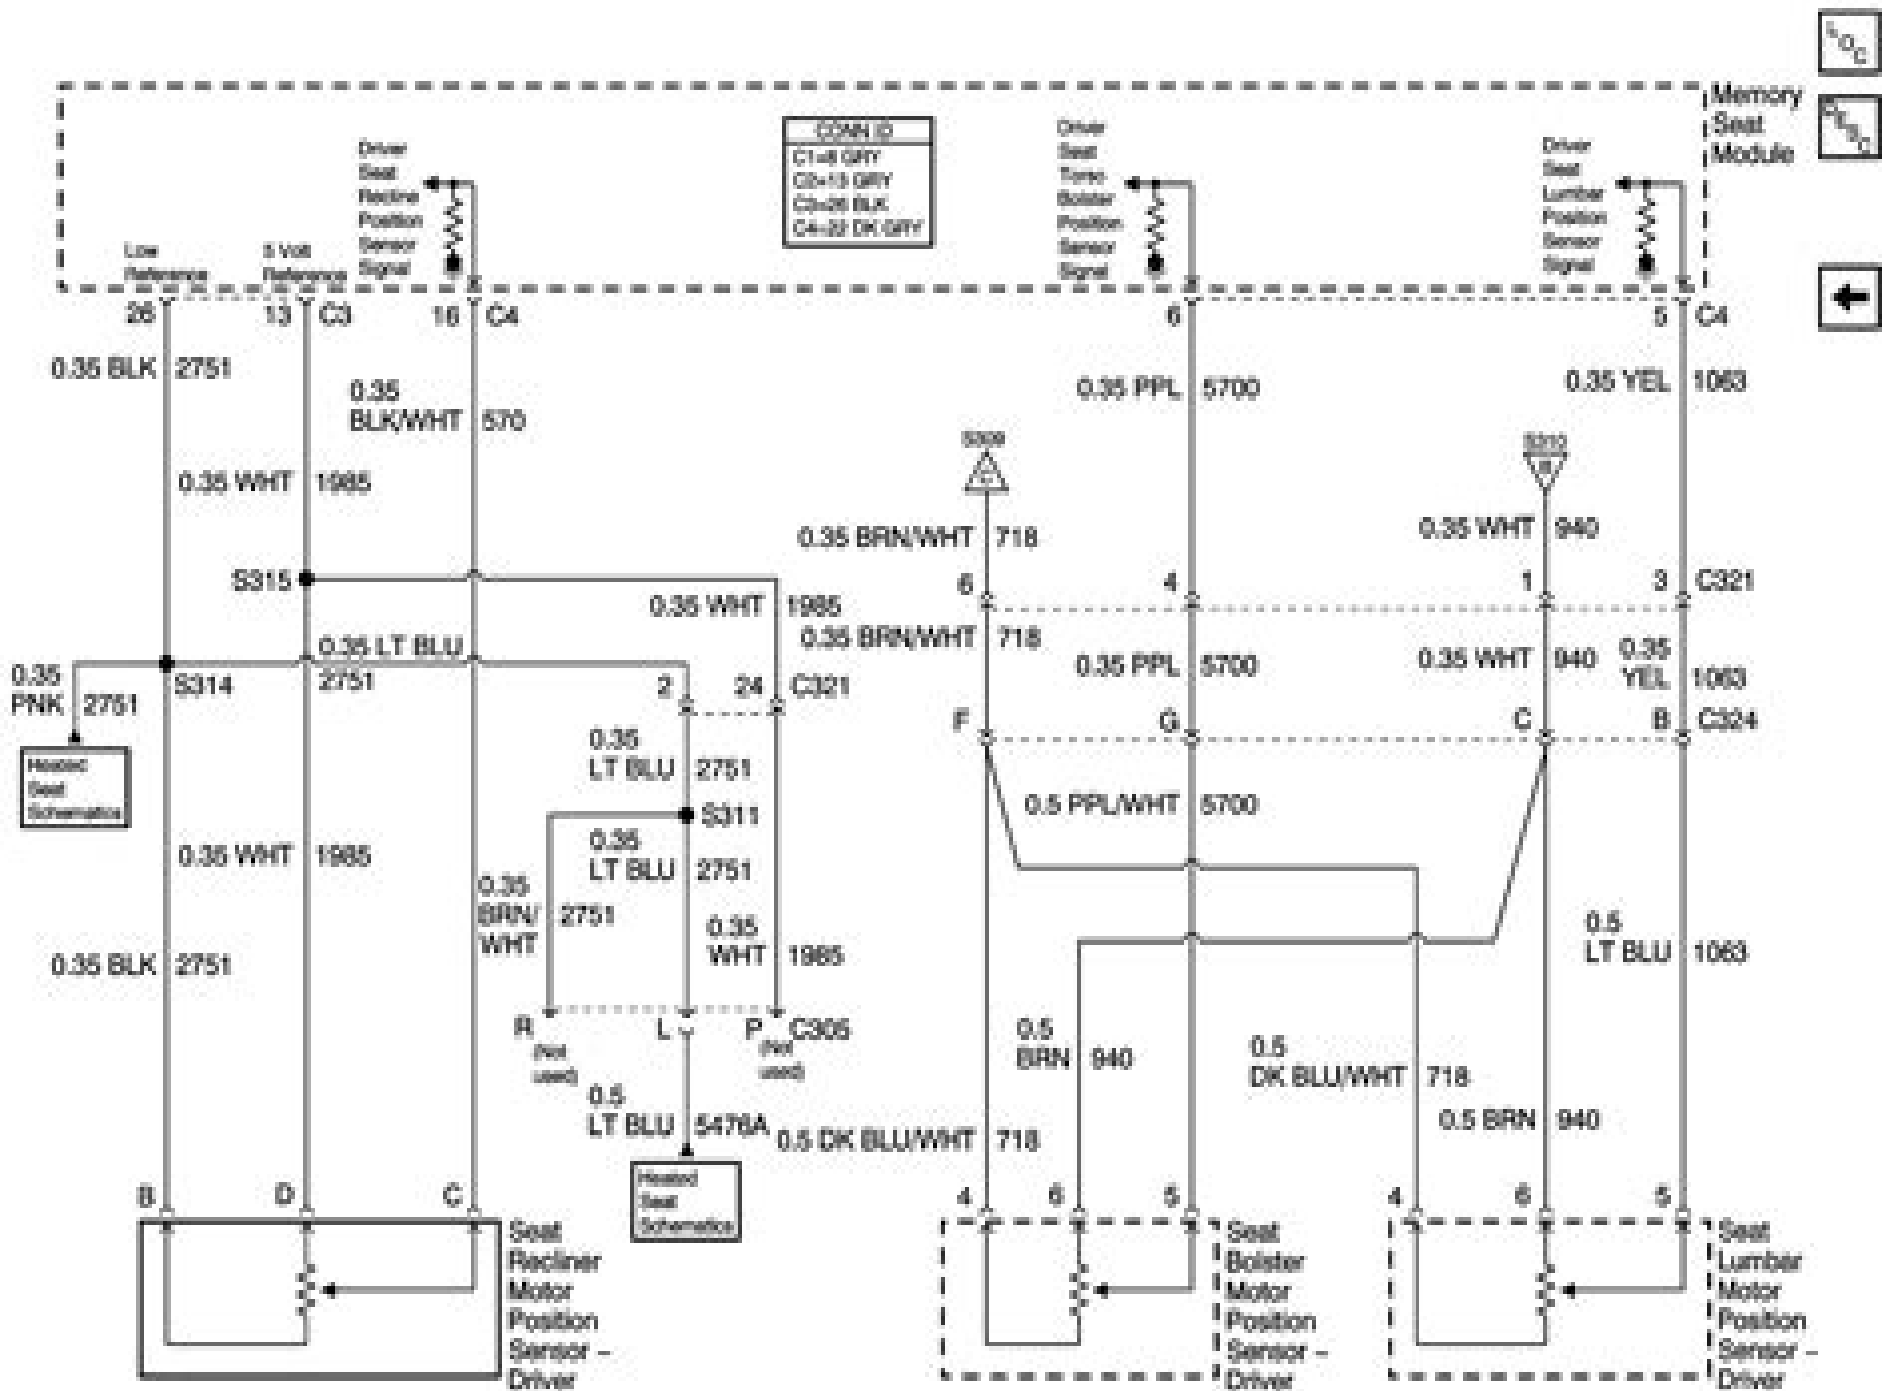 LOC
DESC
Memory
Seat
Module
CONN ID
C1=8 GRY
C2=13 GRY
C3=26 BLK
C4=22 DK GRY
Driver
Seat
Recline
Position
Sensor
Signal
Driver
Seat
Torso
Bolster
Position
Sensor
Signal
Driver
Seat
Lumbar
Position
Sensor
Signal
Low
Reference
5 Volt
Reference
26
13
C3
16
C4
6
5
C4
0.35 BLK 2751
0.35
BLK/WHT 570
0.35 PPL 5700
0.35 YEL 1063
0.35 WHT 1985
S309
S310
0.35 BRN/WHT 718
0.35 WHT 940
S315
0.35 WHT 1985
6
4
1
3
C321
0.35 BRN/WHT 718
0.35 PPL 5700
0.35 WHT 940
0.35
YEL 1063
0.35 LT BLU
2751
S314
0.35
PNK 2751
2
24
C321
F
G
C
B
C324
Heated
Seat
Schematics
0.35
LT BLU 2751
S311
0.5 PPL/WHT 5700
0.35 WHT 1985
0.35
LT BLU 2751
0.35
BRN/
WHT 2751
0.35
WHT 1985
0.35 BLK 2751
0.5
LT BLU 1063
R
(Not
used)
L
P
(Not
used)
C305
0.5
BRN 940
0.5
DK BLU/WHT 718
0.5
LT BLU 5476A
0.5 DK BLU/WHT 718
0.5 BRN 940
Heated
Seat
Schematics
B
D
C
4
6
5
4
6
5
Seat
Recliner
Motor
Position
Sensor –
Driver
Seat
Bolster
Motor
Position
Sensor –
Driver
Seat
Lumbar
Motor
Position
Sensor –
Driver